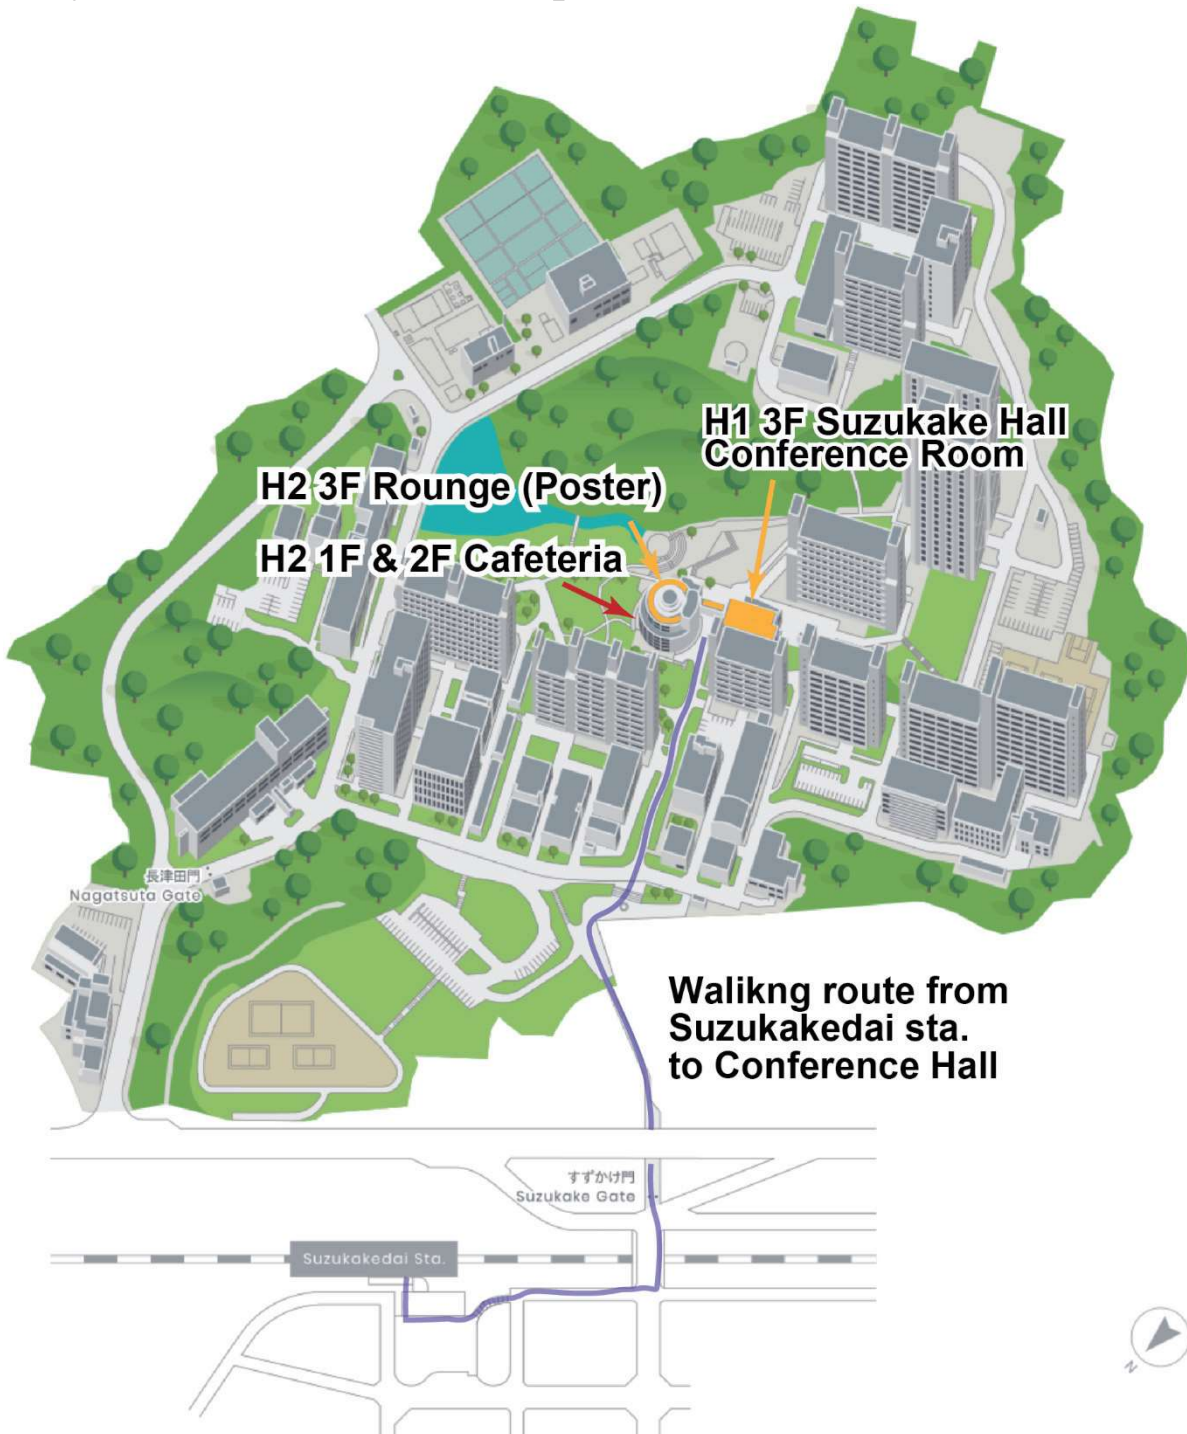 H1 3F Suzukake Hall
Conference Room
H2 3F Rounge (Poster)
H2 1F & 2F Cafeteria
長津田門
Nagatsuta Gate
Walikng route from
Suzukakedai sta.
to Conference Hall
すずかけ門
Suzukake Gate
Suzukakedai Sta.
N